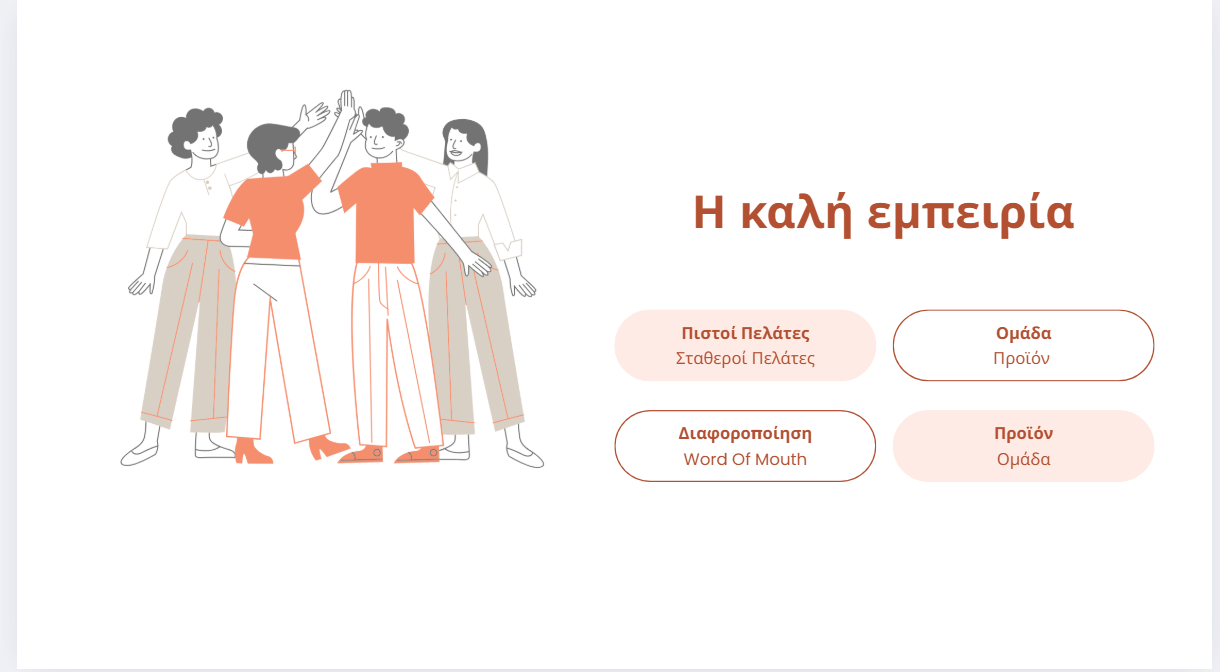 Η καλή εμπειρία
Πιστοί Πελάτες
Σταθεροί Πελάτες
Ομάδα
Προϊόν
Διαφοροποίηση
Word Of Mouth
Προϊόν
Ομάδα